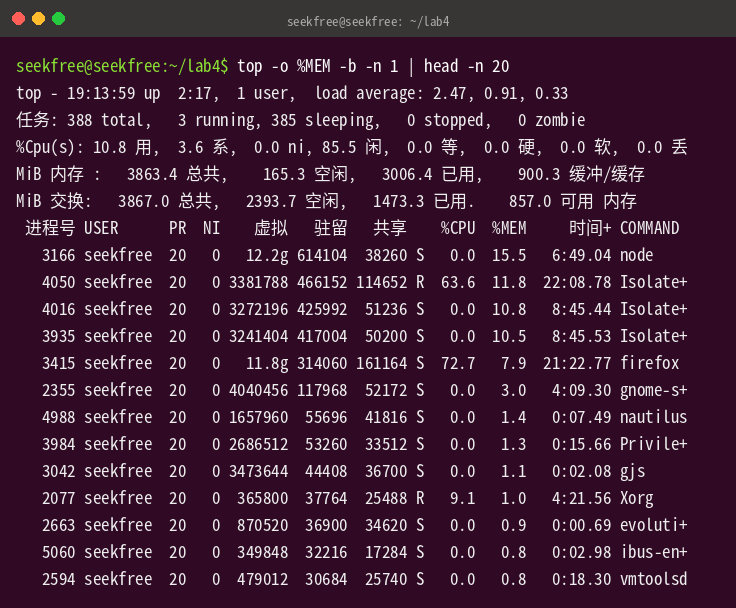 seekfree@seekfree: ~/lab4
seekfree@seekfree:~/lab4$ top -o %MEM -b -n 1 | head -n 20
top - 19:13:59 up  2:17,  1 user,  load average: 2.47, 0.91, 0.33
任务: 388 total,   3 running, 385 sleeping,   0 stopped,   0 zombie
%Cpu(s): 10.8 用,  3.6 系,  0.0 ni, 85.5 闲,  0.0 等,  0.0 硬,  0.0 软,  0.0 丢
MiB 内存 :   3863.4 总共,    165.3 空闲,   3006.4 已用,    900.3 缓冲/缓存
MiB 交换:   3867.0 总共,   2393.7 空闲,   1473.3 已用.    857.0 可用 内存
进程号 USER      PR  NI    虚拟    驻留    共享    %CPU  %MEM     时间+ COMMAND
3166 seekfree  20   0   12.2g 614104  38260 S   0.0  15.5   6:49.04 node
4050 seekfree  20   0 3381788 466152 114652 R  63.6  11.8  22:08.78 Isolate+
4016 seekfree  20   0 3272196 425992  51236 S   0.0  10.8   8:45.44 Isolate+
3935 seekfree  20   0 3241404 417004  50200 S   0.0  10.5   8:45.53 Isolate+
3415 seekfree  20   0   11.8g 314060 161164 S  72.7   7.9  21:22.77 firefox
2355 seekfree  20   0 4040456 117968  52172 S   0.0   3.0   4:09.30 gnome-s+
4988 seekfree  20   0 1657960  55696  41816 S   0.0   1.4   0:07.49 nautilus
3984 seekfree  20   0 2686512  53260  33512 S   0.0   1.3   0:15.66 Privile+
3042 seekfree  20   0 3473644  44408  36700 S   0.0   1.1   0:02.08 gjs
2077 seekfree  20   0  365800  37764  25488 R   9.1   1.0   4:21.56 Xorg
2663 seekfree  20   0  870520  36900  34620 S   0.0   0.9   0:00.69 evoluti+
5060 seekfree  20   0  349848  32216  17284 S   0.0   0.8   0:02.98 ibus-en+
2594 seekfree  20   0  479012  30684  25740 S   0.0   0.8   0:18.30 vmtoolsd